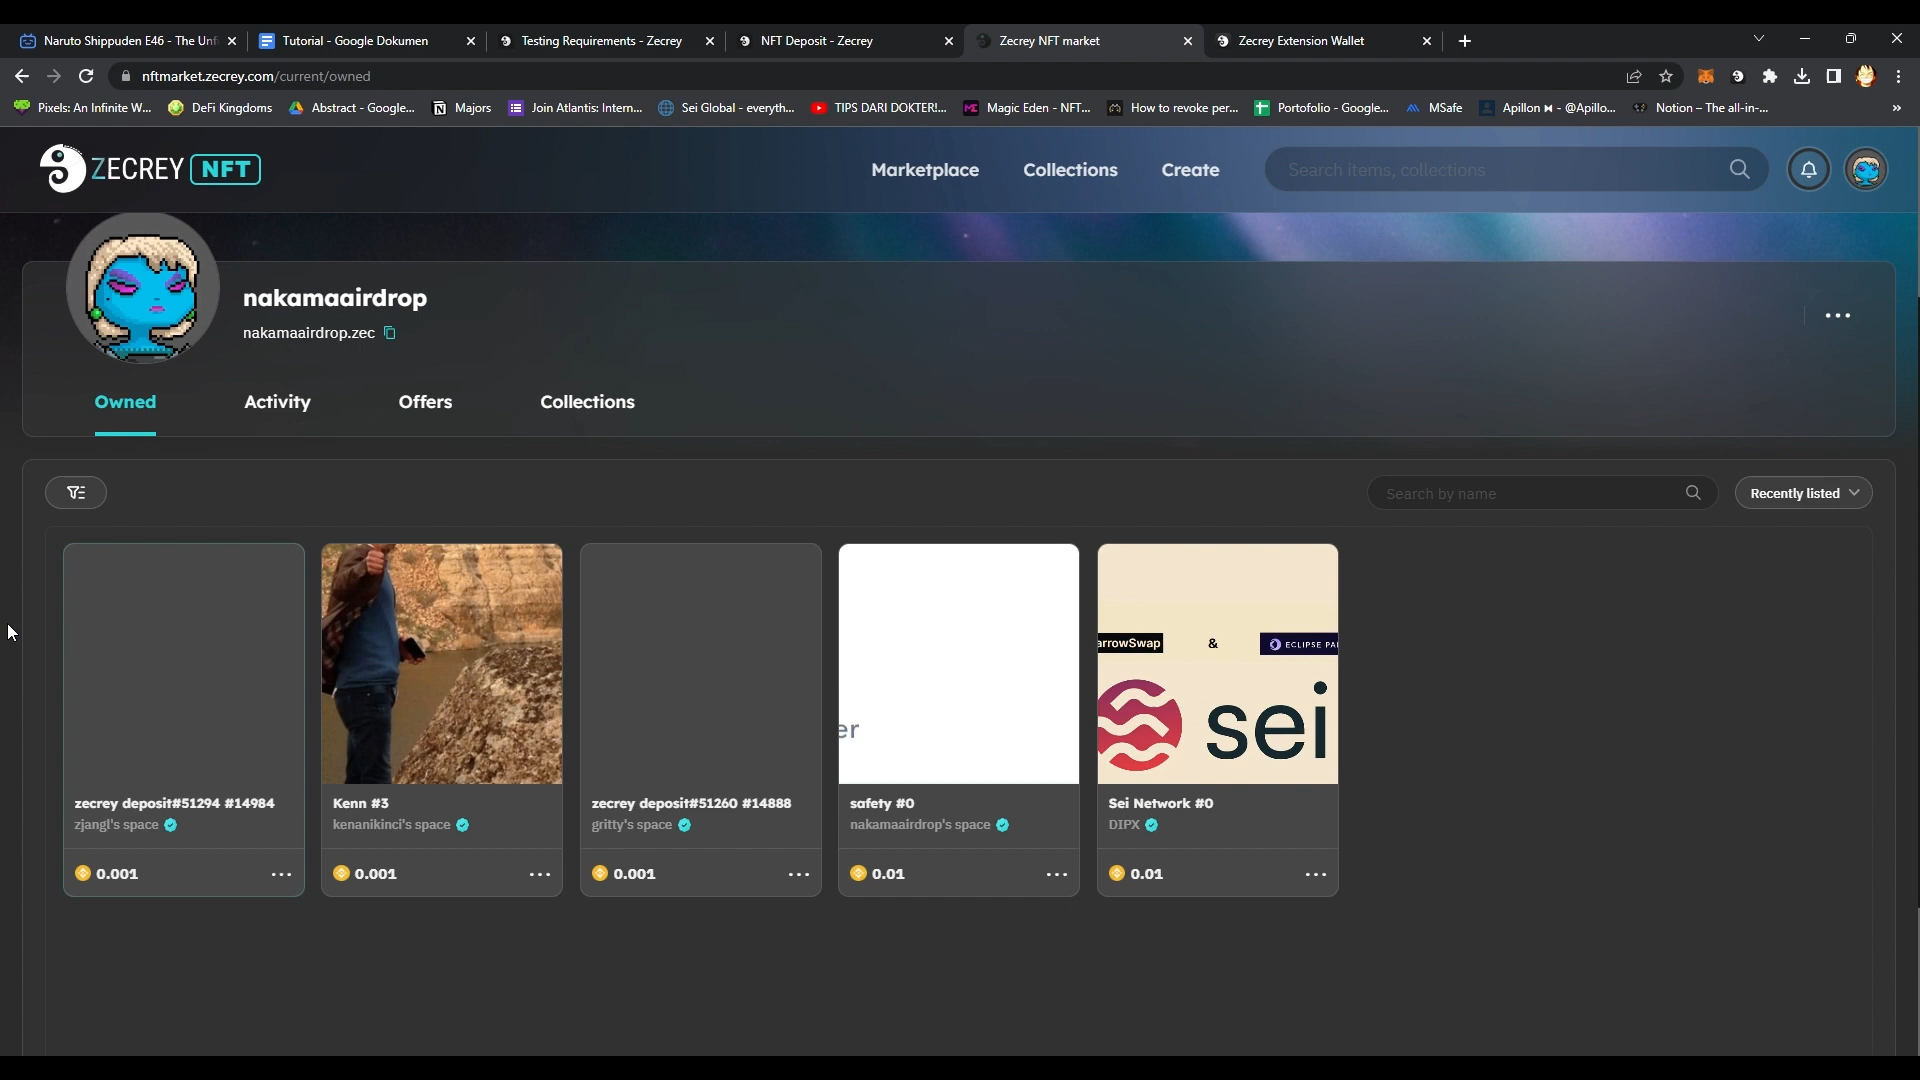 Naruto Shippuden E46 - The Unfi
Tutorial - Google Dokumen
Testing Requirements - Zecrey
NFT Deposit - Zecrey
Zecrey NFT market
Zecrey Extension Wallet
nftmarket.zecrey.com/current/owned
Pixels: An Infinite W...
DeFi Kingdoms
Abstract - Google...
Majors
Join Atlantis: Intern...
Sei Global - everyth...
TIPS DARI DOKTER!...
Magic Eden - NFT...
How to revoke per...
Portofolio - Google...
MSafe
Apillon ⧓ - @Apillo...
Notion – The all-in-...
ZECREY NFT
Marketplace
Collections
Create
Search items, collections
nakamaairdrop
nakamaairdrop.zec
Owned
Activity
Offers
Collections
Search by name
Recently listed
er
arrowSwap & ECLIPSE PA
sei
zecrey deposit#51294 #14984
zjangl's space
0.001
Kenn #3
kenanikinci's space
0.001
zecrey deposit#51260 #14888
gritty's space
0.001
safety #0
nakamaairdrop's space
0.01
Sei Network #0
DIPX
0.01